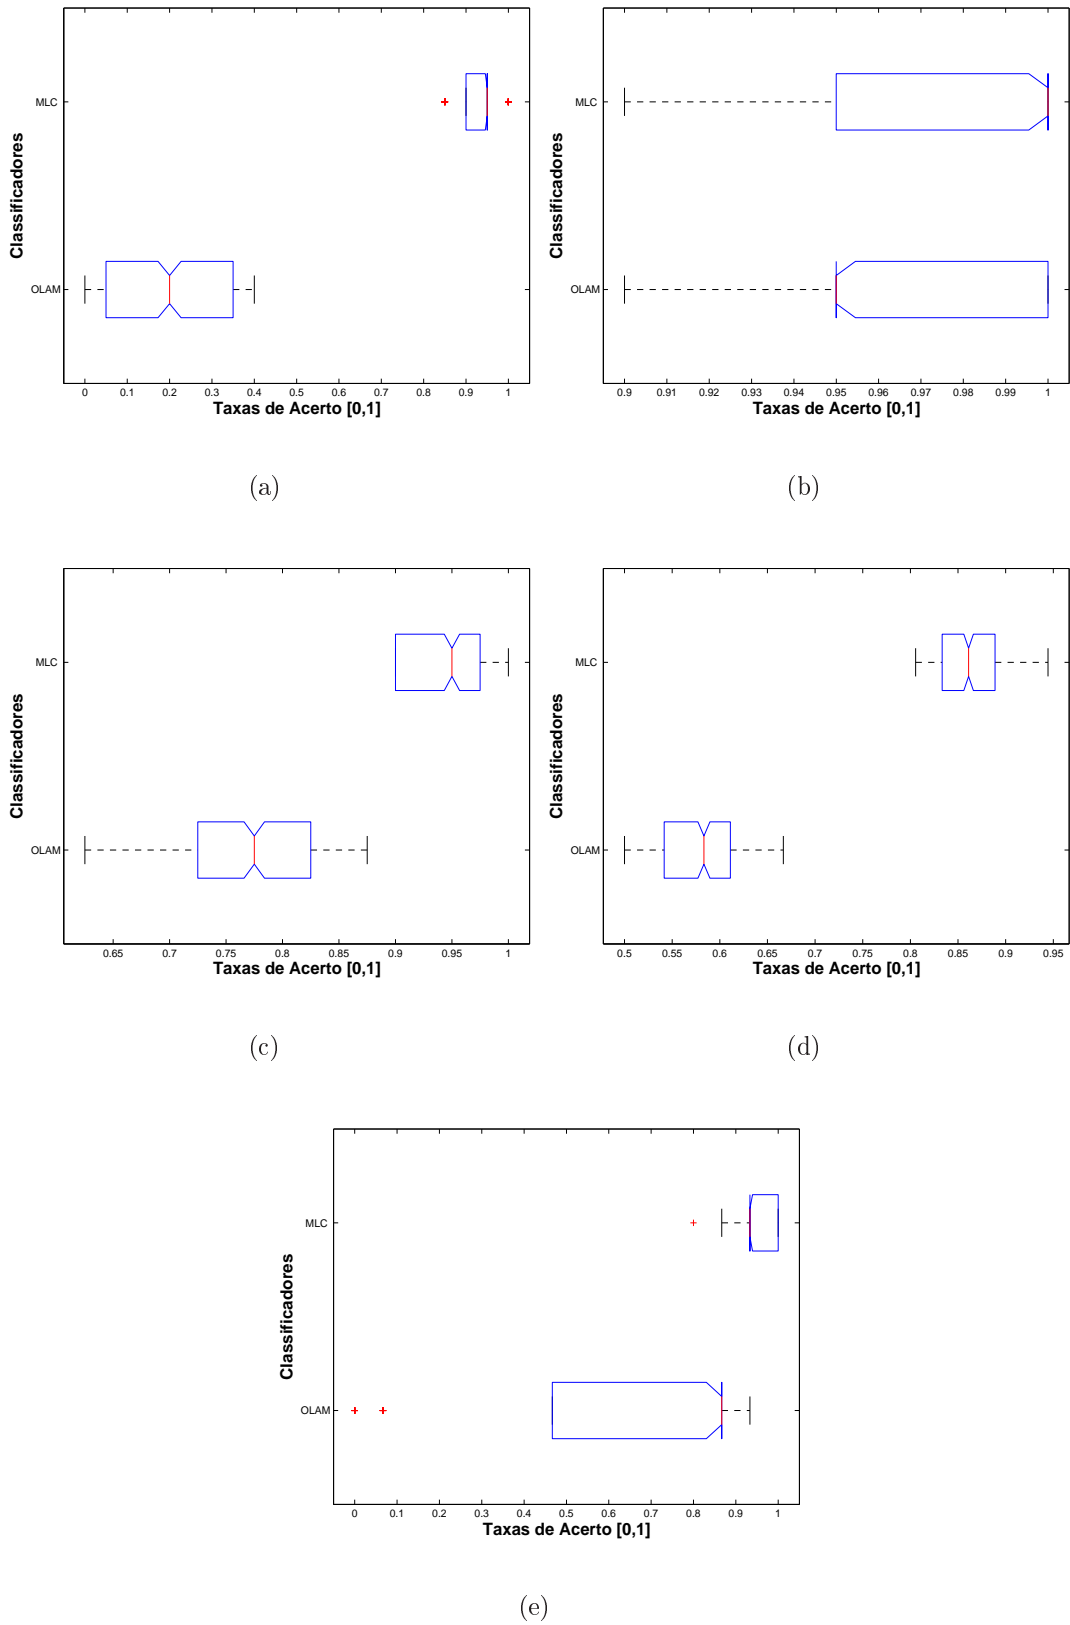 MLC
OLAM
Classificadores
0 0.1 0.2 0.3 0.4 0.5 0.6 0.7 0.8 0.9 1
Taxas de Acerto [0,1]
(a)
MLC
OLAM
Classificadores
0.9 0.91 0.92 0.93 0.94 0.95 0.96 0.97 0.98 0.99 1
Taxas de Acerto [0,1]
(b)
MLC
OLAM
Classificadores
0.65 0.7 0.75 0.8 0.85 0.9 0.95 1
Taxas de Acerto [0,1]
(c)
MLC
OLAM
Classificadores
0.5 0.55 0.6 0.65 0.7 0.75 0.8 0.85 0.9 0.95
Taxas de Acerto [0,1]
(d)
MLC
OLAM
Classificadores
0 0.1 0.2 0.3 0.4 0.5 0.6 0.7 0.8 0.9 1
Taxas de Acerto [0,1]
(e)